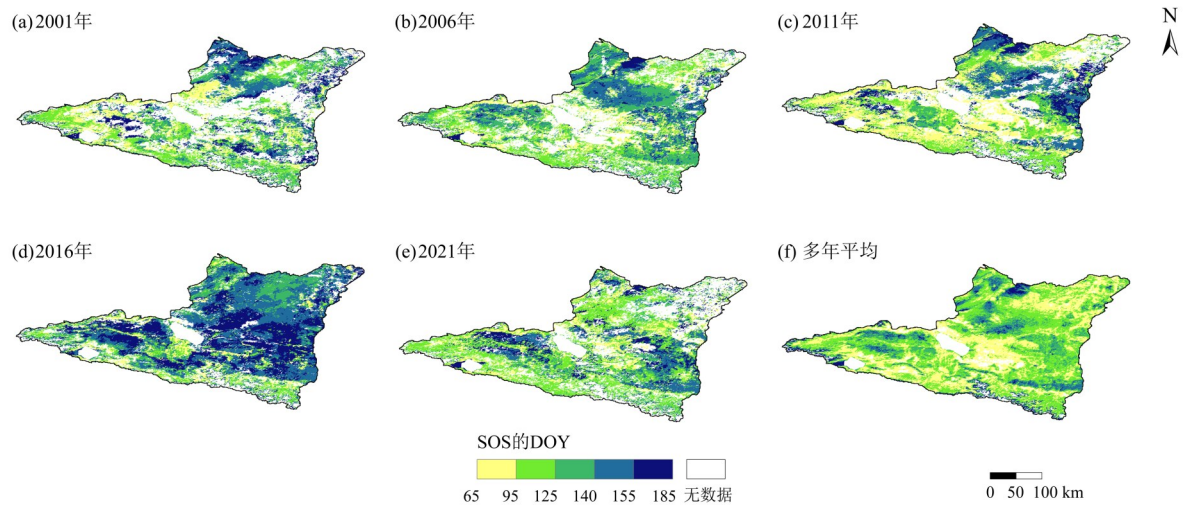 (a) 2001年
(b) 2006年
(c) 2011年
N
(d) 2016年
(e) 2021年
(f) 多年平均
SOS的DOY
65 95 125 140 155 185 无数据
0 50 100 km